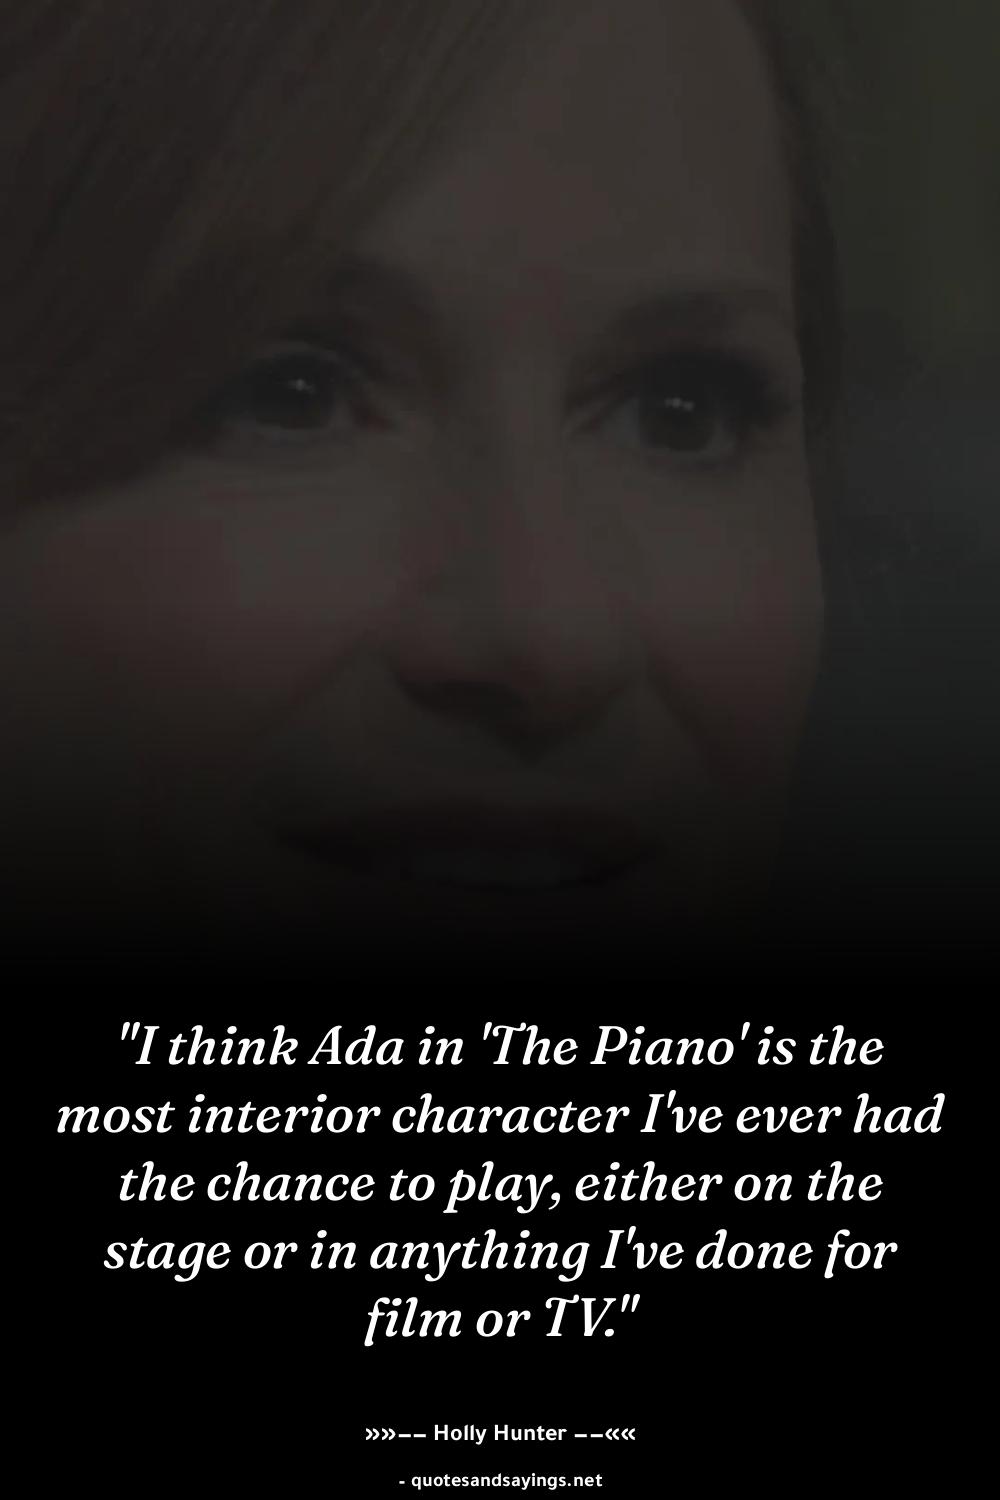 "I think Ada in 'The Piano' is the
most interior character I've ever had
the chance to play, either on the
stage or in anything I've done for
film or TV."
»»–– Holly Hunter ––««
- quotesandsayings.net